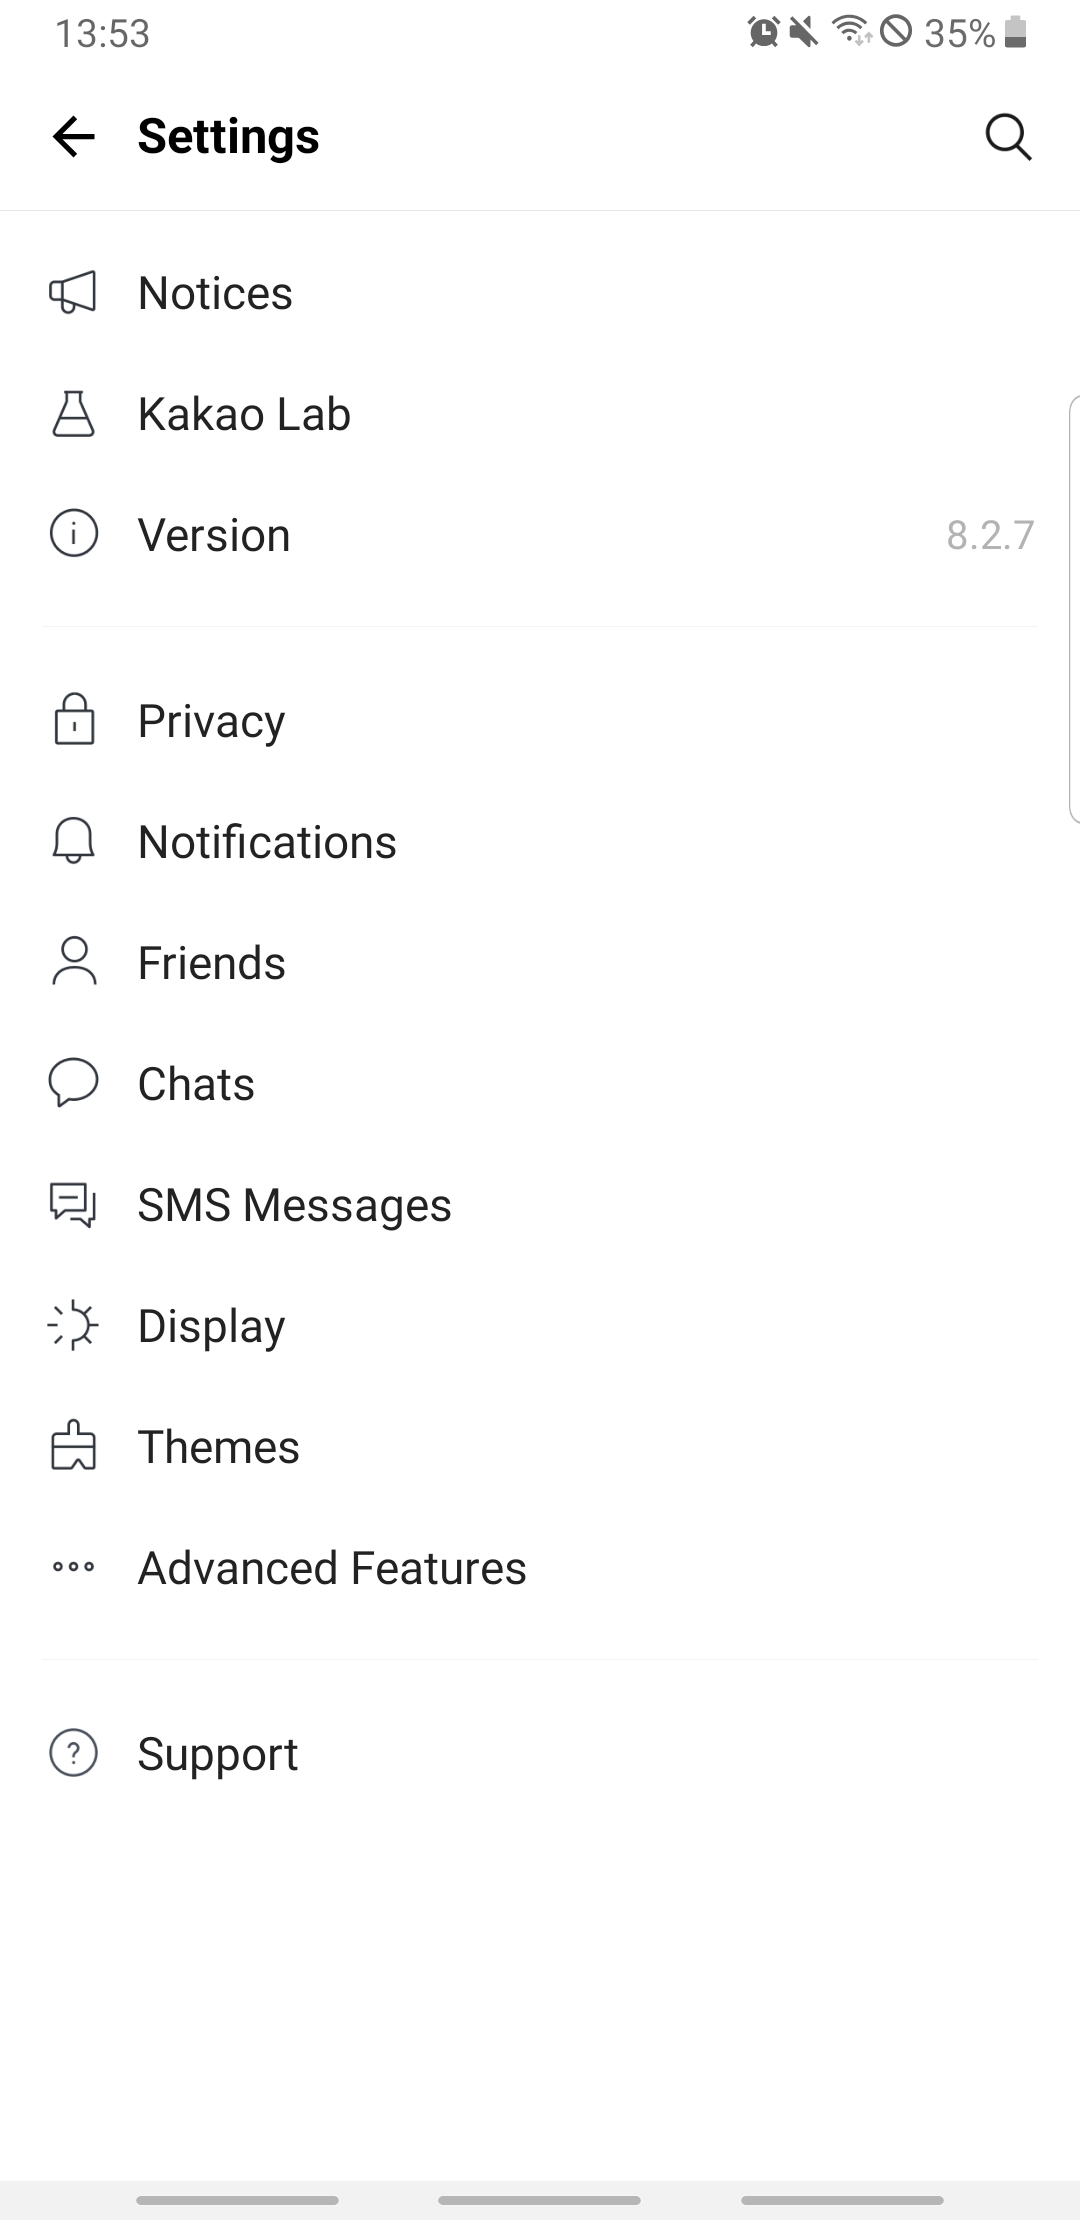 13:53 35%
Settings
Notices
Kakao Lab
Version 8.2.7
Privacy
Notifications
Friends
Chats
SMS Messages
Display
Themes
Advanced Features
Support